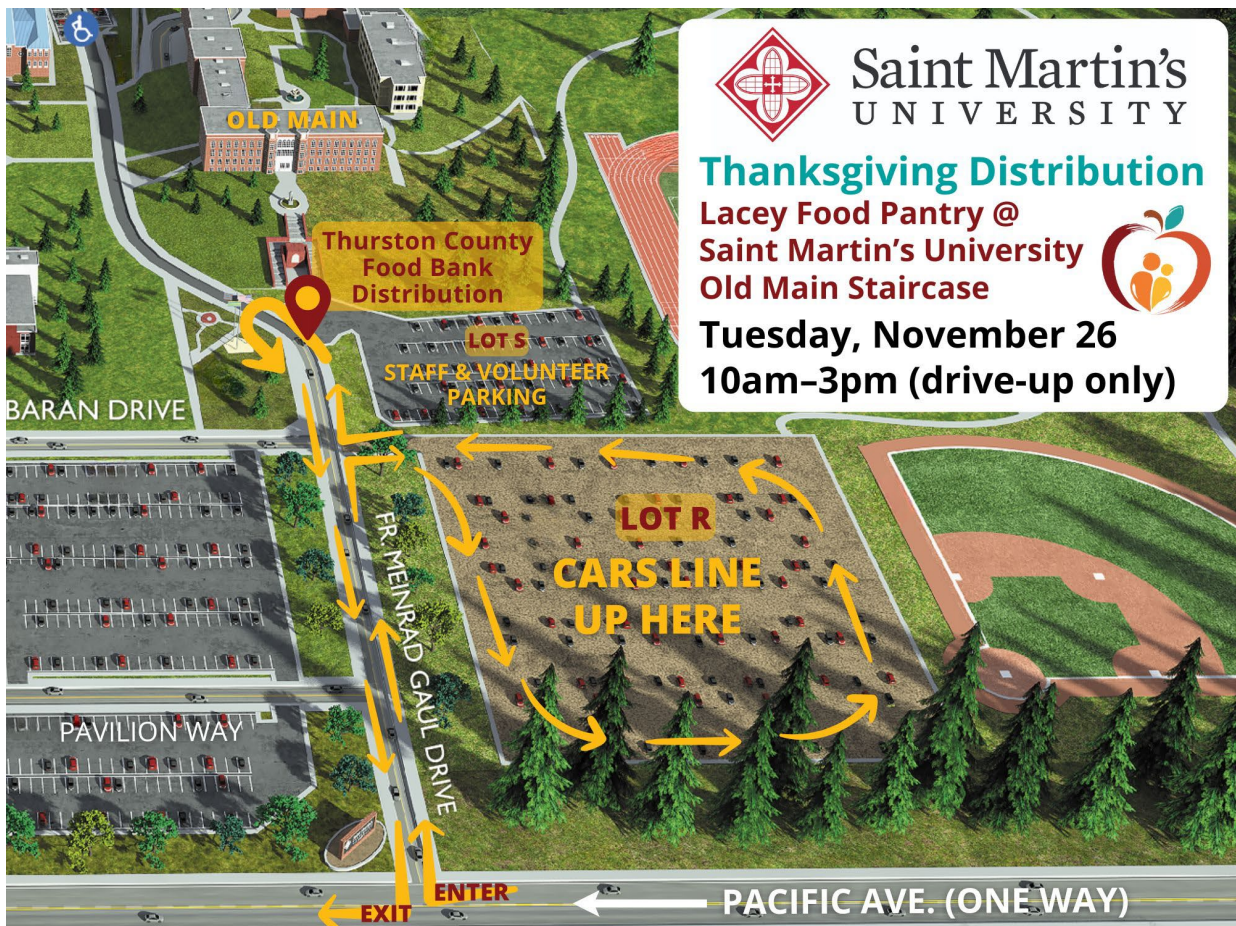 Saint Martin's
UNIVERSITY
Thanksgiving Distribution
Lacey Food Pantry @
Saint Martin's University
Old Main Staircase
Tuesday, November 26
10am–3pm (drive-up only)
OLD MAIN
Thurston County
Food Bank
Distribution
LOT S
STAFF & VOLUNTEER
PARKING
BARAN DRIVE
LOT R
CARS LINE
UP HERE
FR. MEINRAD GAUL DRIVE
PAVILION WAY
ENTER
EXIT
PACIFIC AVE. (ONE WAY)